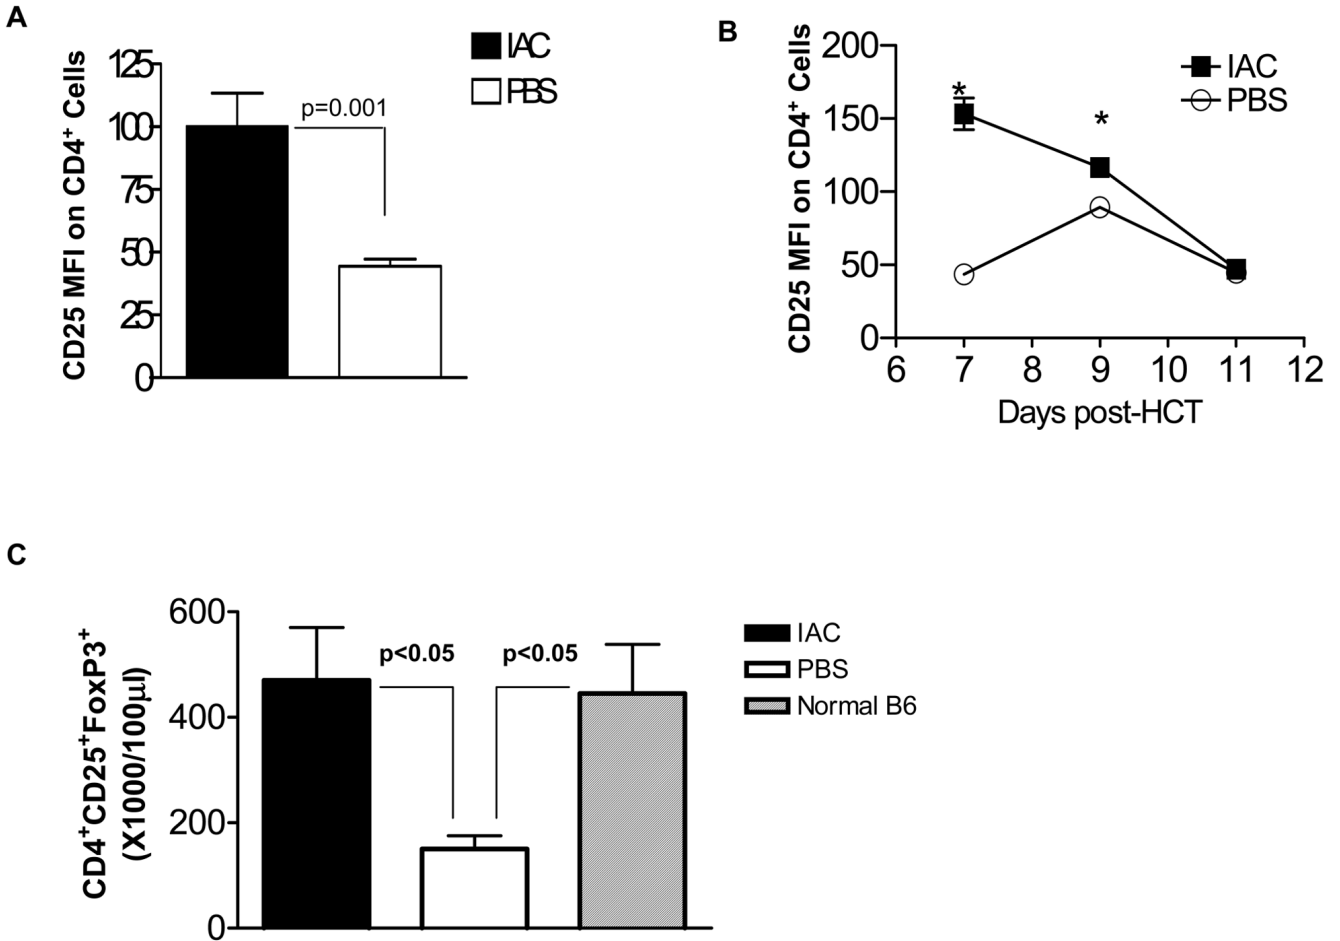 A
CD25 MFI on CD4+ Cells
125
100
75
50
25
0
p=0.001
IAC
PBS
B
CD25 MFI on CD4+ Cells
200
150
100
50
0
*
*
IAC
PBS
6 7 8 9 10 11 12
Days post-HCT
C
CD4+CD25+FoxP3+
(X1000/100µl)
600
400
200
0
p<0.05
p<0.05
IAC
PBS
Normal B6